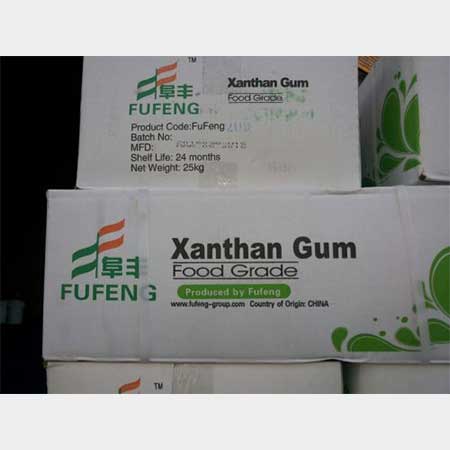 TM
阜丰
FUFENG
Xanthan Gum
Food Grade
Product Code:FuFeng
Batch No:
MFD:
Shelf Life: 24 months
Net Weight: 25kg
阜丰
FUFENG
Xanthan Gum
Food Grade
Produced by Fufeng
www.fufeng-group.com Country of Origin: CHINA
TM
TM